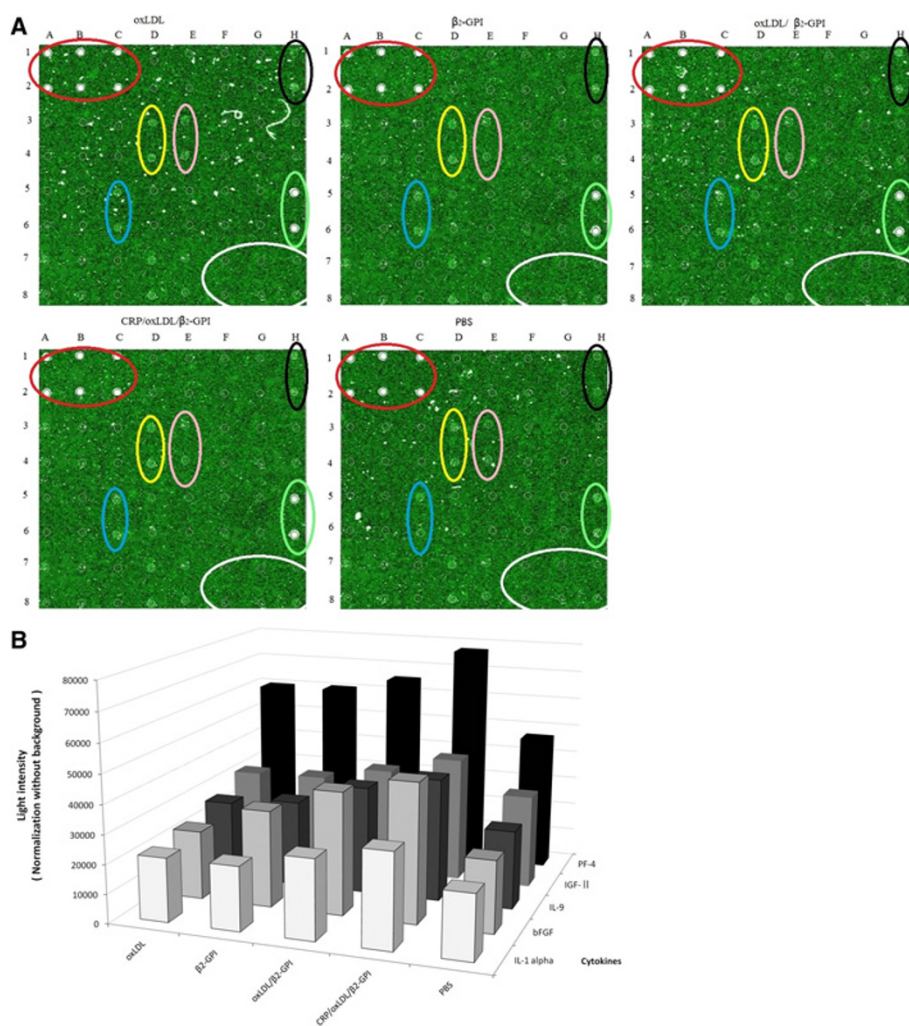 A
oxLDL
A B C D E F G H
1
2
3
4
5
6
7
8
β2-GPI
A B C D E F G H
1
2
3
4
5
6
7
8
oxLDL/ β2-GPI
A B C D E F G H
1
2
3
4
5
6
7
8
CRP/oxLDL/β2-GPI
A B C D E F G H
1
2
3
4
5
6
7
8
PBS
A B C D E F G H
1
2
3
4
5
6
7
8
B
Light intensity
( Normalization without background )
80000
70000
60000
50000
40000
30000
20000
10000
0
oxLDL
β2-GPI
oxLDL/β2-GPI
CRP/oxLDL/β2-GPI
PBS
PF-4
IGF-II
IL-9
bFGF
IL-1 alpha
Cytokines